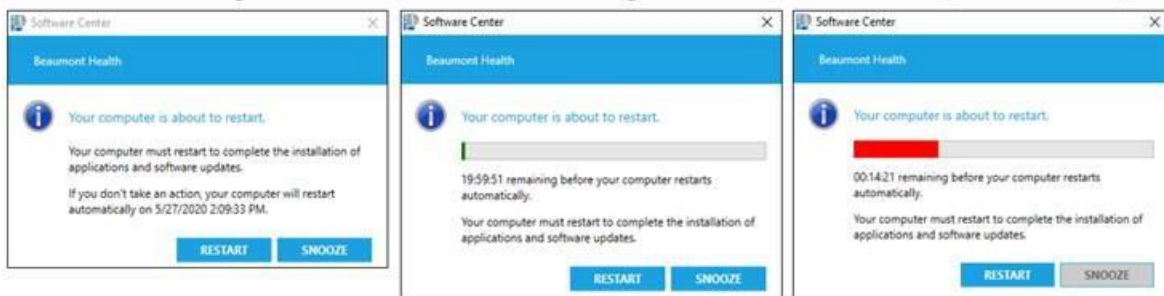 Software Center
Beaumont Health
Your computer is about to restart.
Your computer must restart to complete the installation of
applications and software updates.
If you don't take an action, your computer will restart
automatically on 5/27/2020 2:09:33 PM.
RESTART SNOOZE
Software Center
Beaumont Health
Your computer is about to restart.
19:59:51 remaining before your computer restarts
automatically.
Your computer must restart to complete the installation of
applications and software updates.
RESTART SNOOZE
Software Center
Beaumont Health
Your computer is about to restart.
00:14:21 remaining before your computer restarts
automatically.
Your computer must restart to complete the installation of
applications and software updates.
RESTART SNOOZE